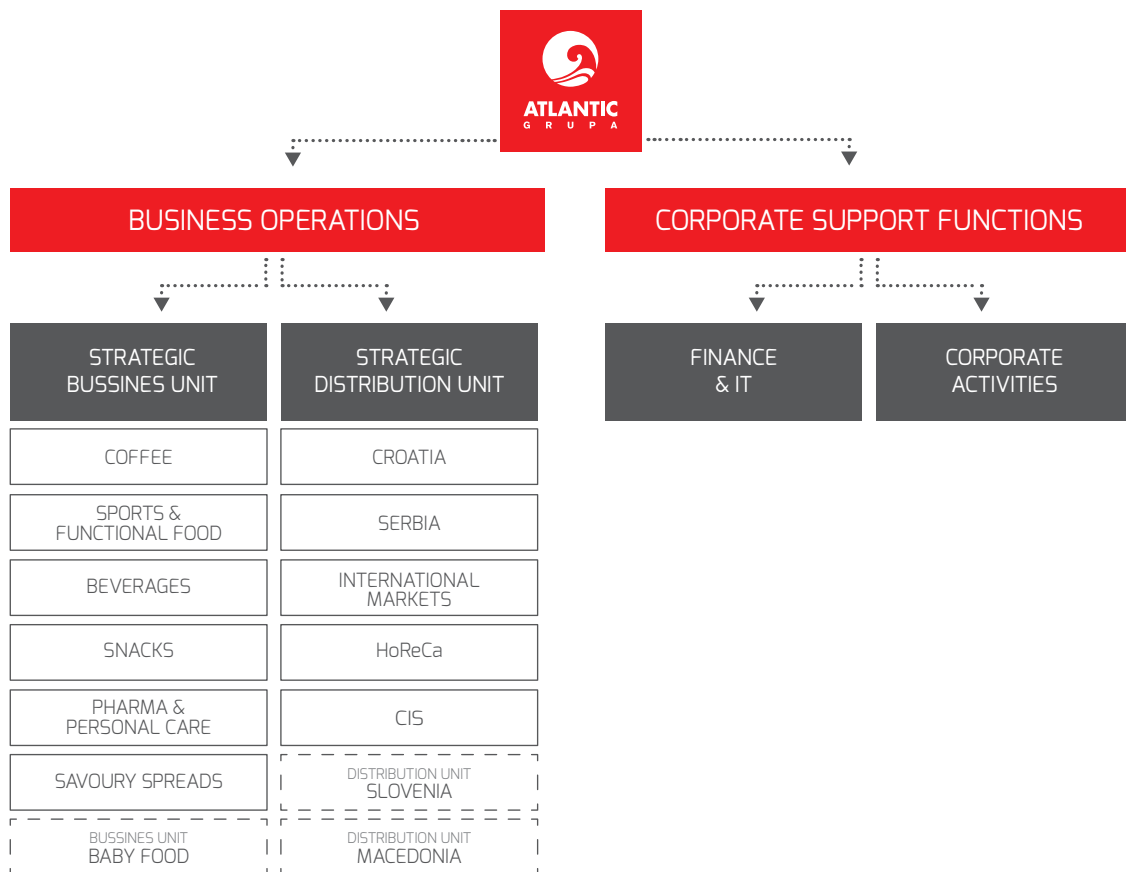 ATLANTIC
GRUPA
BUSINESS OPERATIONS
CORPORATE SUPPORT FUNCTIONS
STRATEGIC
BUSSINES UNIT
STRATEGIC
DISTRIBUTION UNIT
FINANCE
& IT
CORPORATE
ACTIVITIES
COFFEE
CROATIA
SPORTS &
FUNCTIONAL FOOD
SERBIA
BEVERAGES
INTERNATIONAL
MARKETS
SNACKS
HoReCa
PHARMA &
PERSONAL CARE
CIS
SAVOURY SPREADS
DISTRIBUTION UNIT
SLOVENIA
BUSSINES UNIT
BABY FOOD
DISTRIBUTION UNIT
MACEDONIA